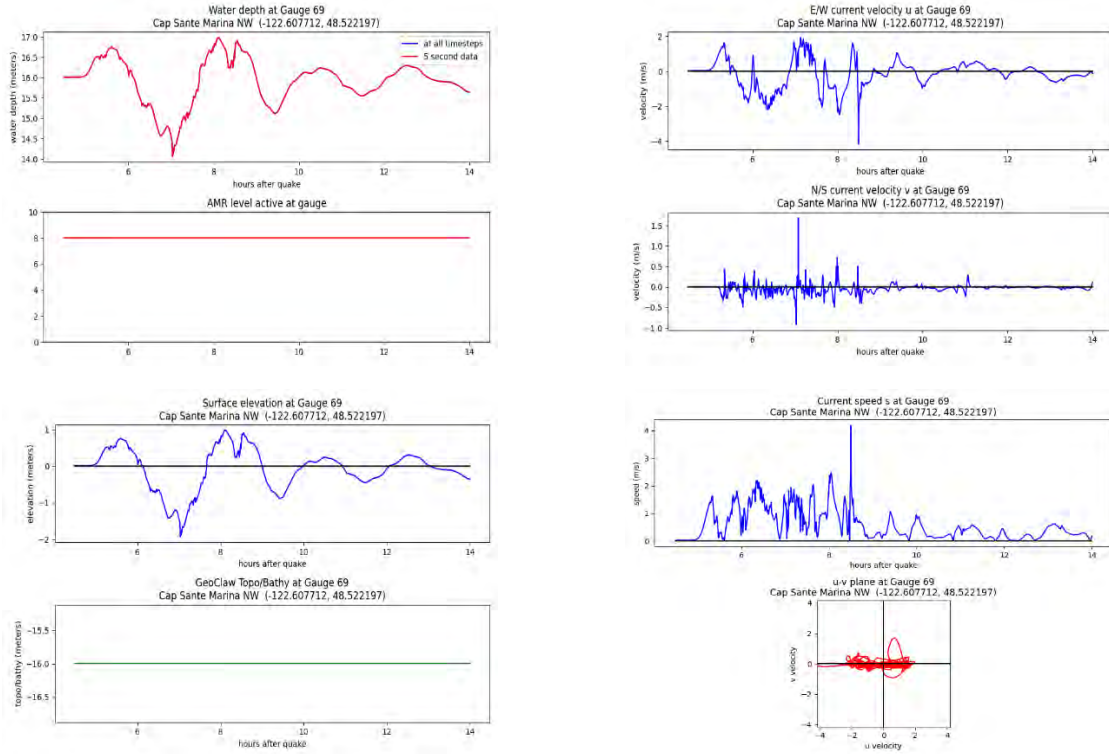 Water depth at Gauge 69
Cap Sante Marina NW (-122.607712, 48.522197)
17.0
16.5
16.0
15.5
15.0
14.5
14.0
water depth (meters)
at all timesteps
5 second data
6 8 10 12 14
hours after quake
AMR level active at gauge
10
8
6
4
2
0
6 8 10 12 14
Surface elevation at Gauge 69
Cap Sante Marina NW (-122.607712, 48.522197)
1
0
−1
−2
elevation (meters)
6 8 10 12 14
hours after quake
GeoClaw Topo/Bathy at Gauge 69
Cap Sante Marina NW (-122.607712, 48.522197)
−15.5
−16.0
−16.5
topo/bathy (meters)
6 8 10 12 14
hours after quake
E/W current velocity u at Gauge 69
Cap Sante Marina NW (-122.607712, 48.522197)
2
0
−2
−4
velocity (m/s)
6 8 10 12 14
hours after quake
N/S current velocity v at Gauge 69
Cap Sante Marina NW (-122.607712, 48.522197)
1.5
1.0
0.5
0.0
−0.5
−1.0
velocity (m/s)
6 8 10 12 14
hours after quake
Current speed s at Gauge 69
Cap Sante Marina NW (-122.607712, 48.522197)
4
3
2
1
0
speed (m/s)
6 8 10 12 14
hours after quake
u-v plane at Gauge 69
Cap Sante Marina NW (-122.607712, 48.522197)
4
2
0
−2
−4
v velocity
−4 −2 0 2 4
u velocity